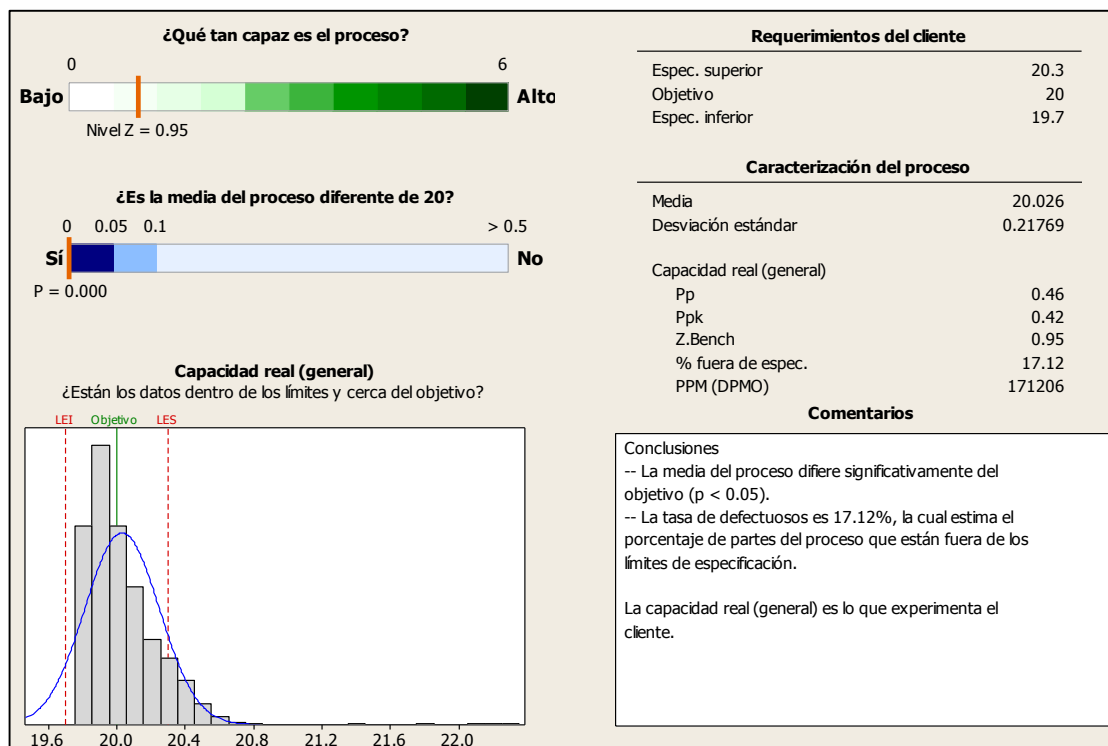 ¿Qué tan capaz es el proceso?
0 6
Bajo Alto
Nivel Z = 0.95
¿Es la media del proceso diferente de 20?
0 0.05 0.1 > 0.5
Sí No
P = 0.000
Capacidad real (general)
¿Están los datos dentro de los límites y cerca del objetivo?
LEI Objetivo LES
19.6 20.0 20.4 20.8 21.2 21.6 22.0
Requerimientos del cliente
Espec. superior 20.3
Objetivo 20
Espec. inferior 19.7
Caracterización del proceso
Media 20.026
Desviación estándar 0.21769
Capacidad real (general)
Pp 0.46
Ppk 0.42
Z.Bench 0.95
% fuera de espec. 17.12
PPM (DPMO) 171206
Comentarios
Conclusiones
-- La media del proceso difiere significativamente del
objetivo (p < 0.05).
-- La tasa de defectuosos es 17.12%, la cual estima el
porcentaje de partes del proceso que están fuera de los
límites de especificación.
La capacidad real (general) es lo que experimenta el
cliente.